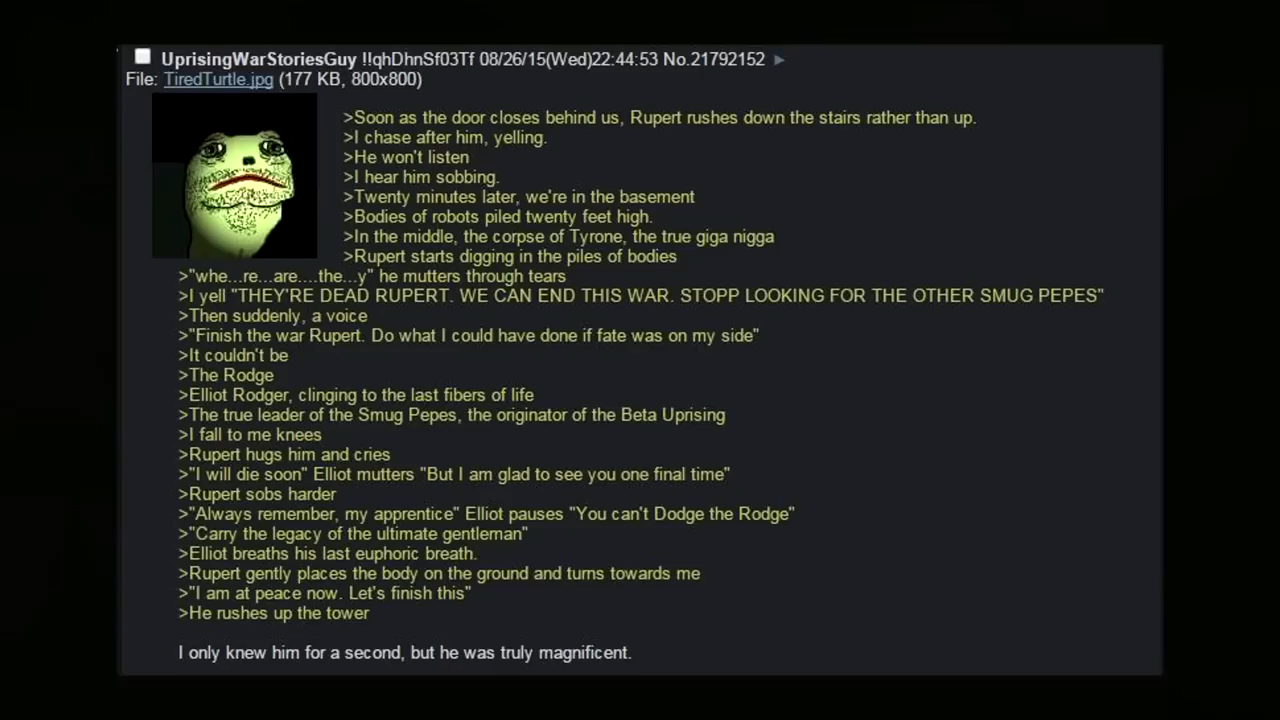 UprisingWarStoriesGuy !!qhDhnSf03Tf 08/26/15(Wed)22:44:53 No.21792152 ▶
File: TiredTurtle.jpg (177 KB, 800x800)
>Soon as the door closes behind us, Rupert rushes down the stairs rather than up.
>I chase after him, yelling.
>He won't listen
>I hear him sobbing.
>Twenty minutes later, we're in the basement
>Bodies of robots piled twenty feet high.
>In the middle, the corpse of Tyrone, the true giga nigga
>Rupert starts digging in the piles of bodies
>"whe...re...are....the...y" he mutters through tears
>I yell "THEY'RE DEAD RUPERT. WE CAN END THIS WAR. STOPP LOOKING FOR THE OTHER SMUG PEPES"
>Then suddenly, a voice
>"Finish the war Rupert. Do what I could have done if fate was on my side"
>It couldn't be
>The Rodge
>Elliot Rodger, clinging to the last fibers of life
>The true leader of the Smug Pepes, the originator of the Beta Uprising
>I fall to me knees
>Rupert hugs him and cries
>"I will die soon" Elliot mutters "But I am glad to see you one final time"
>Rupert sobs harder
>"Always remember, my apprentice" Elliot pauses "You can't Dodge the Rodge"
>"Carry the legacy of the ultimate gentleman"
>Elliot breaths his last euphoric breath.
>Rupert gently places the body on the ground and turns towards me
>"I am at peace now. Let's finish this"
>He rushes up the tower
I only knew him for a second, but he was truly magnificent.